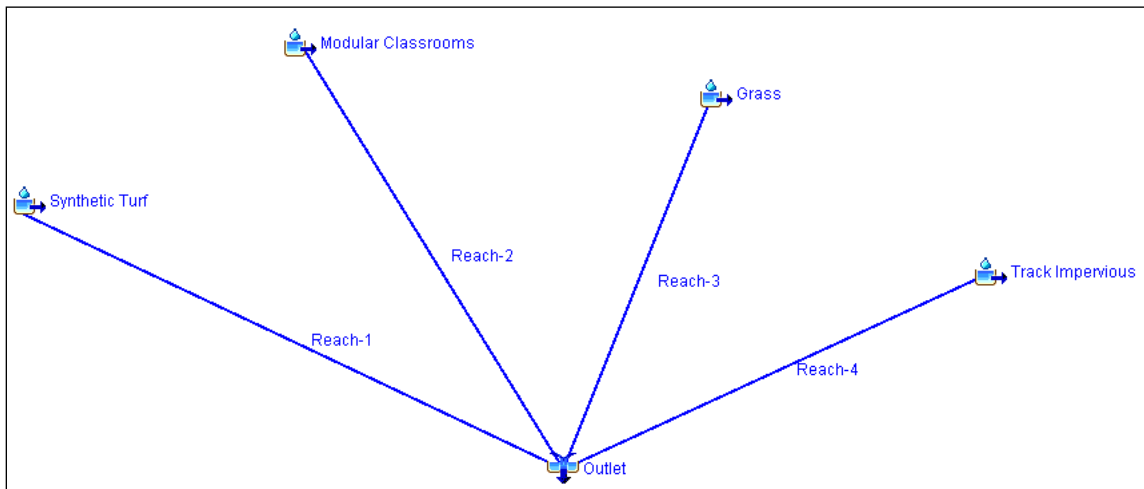 Modular Classrooms
Grass
Synthetic Turf
Reach-2
Track Impervious
Reach-3
Reach-1
Reach-4
Outlet